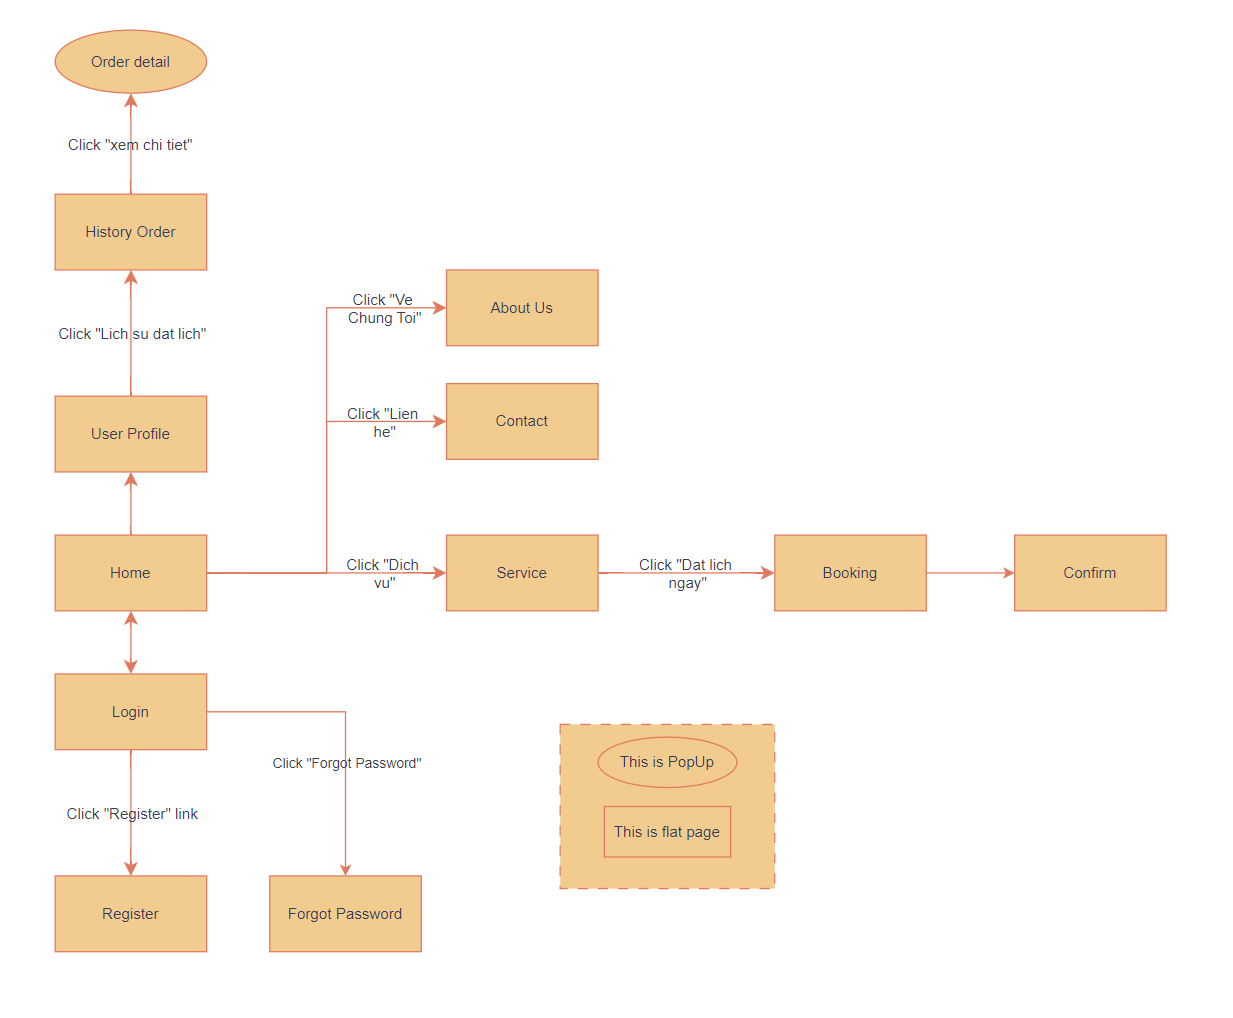 Order detail
Click "xem chi tiet"
History Order
Click "Ve
Chung Toi"
About Us
Click "Lich su dat lich"
Click "Lien
he"
Contact
User Profile
Home
Click "Dich
vu"
Service
Click "Dat lich
ngay"
Booking
Confirm
Login
Click "Forgot Password"
This is PopUp
Click "Register" link
This is flat page
Register
Forgot Password